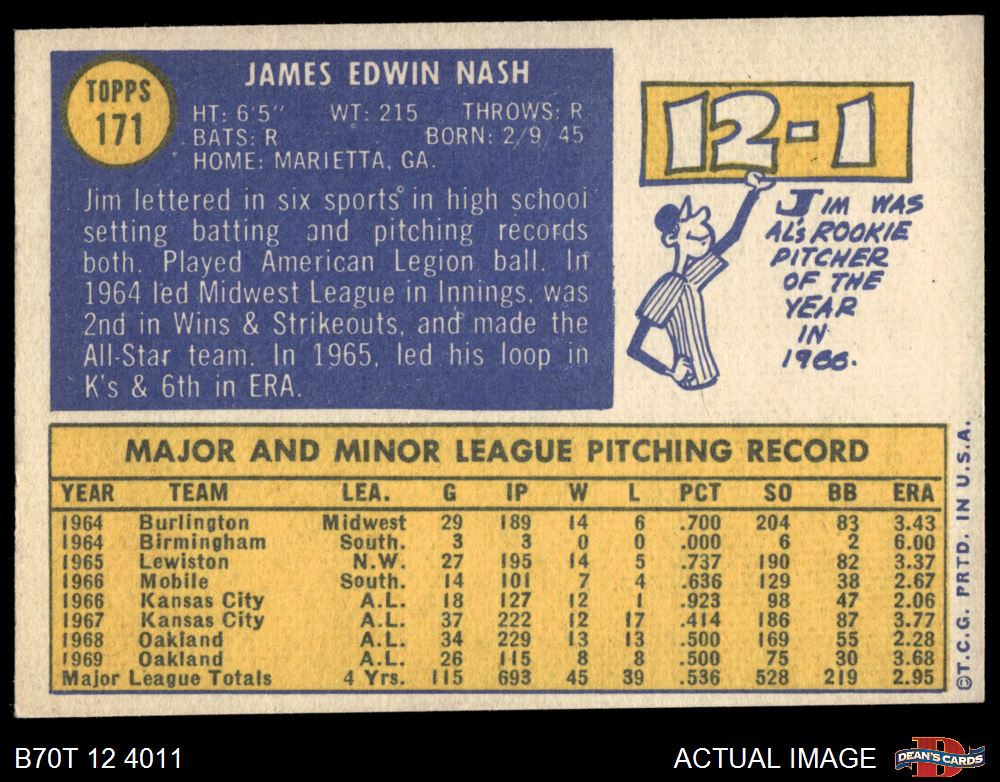 TOPPS
171
JAMES EDWIN NASH
HT: 6'5" WT: 215 THROWS: R
BATS: R BORN: 2/9 45
HOME: MARIETTA, GA.
Jim lettered in six sports in high school
setting batting and pitching records
both. Played American Legion ball. In
1964 led Midwest League in Innings, was
2nd in Wins & Strikeouts, and made the
All-Star team. In 1965, led his loop in
K's & 6th in ERA.
12-1
JIM WAS
AL'S ROOKIE
PITCHER
OF THE
YEAR
IN
1966.
MAJOR AND MINOR LEAGUE PITCHING RECORD
YEAR TEAM LEA. G IP W L PCT SO BB ERA
1964 Burlington Midwest 29 189 14 6 .700 204 83 3.43
1964 Birmingham South. 3 3 0 0 .000 6 2 6.00
1965 Lewiston N.W. 27 195 14 5 .737 190 82 3.37
1966 Mobile South. 14 101 7 4 .636 129 38 2.67
1966 Kansas City A.L. 18 127 12 1 .923 98 47 2.06
1967 Kansas City A.L. 37 222 12 17 .414 186 87 3.77
1968 Oakland A.L. 34 229 13 13 .500 169 55 2.28
1969 Oakland A.L. 26 115 8 8 .500 75 30 3.68
Major League Totals 4 Yrs. 115 693 45 39 .536 528 219 2.95
©T.C.G. PRTD. IN U.S.A.
B70T 12 4011
ACTUAL IMAGE
D
DEAN'S CARDS